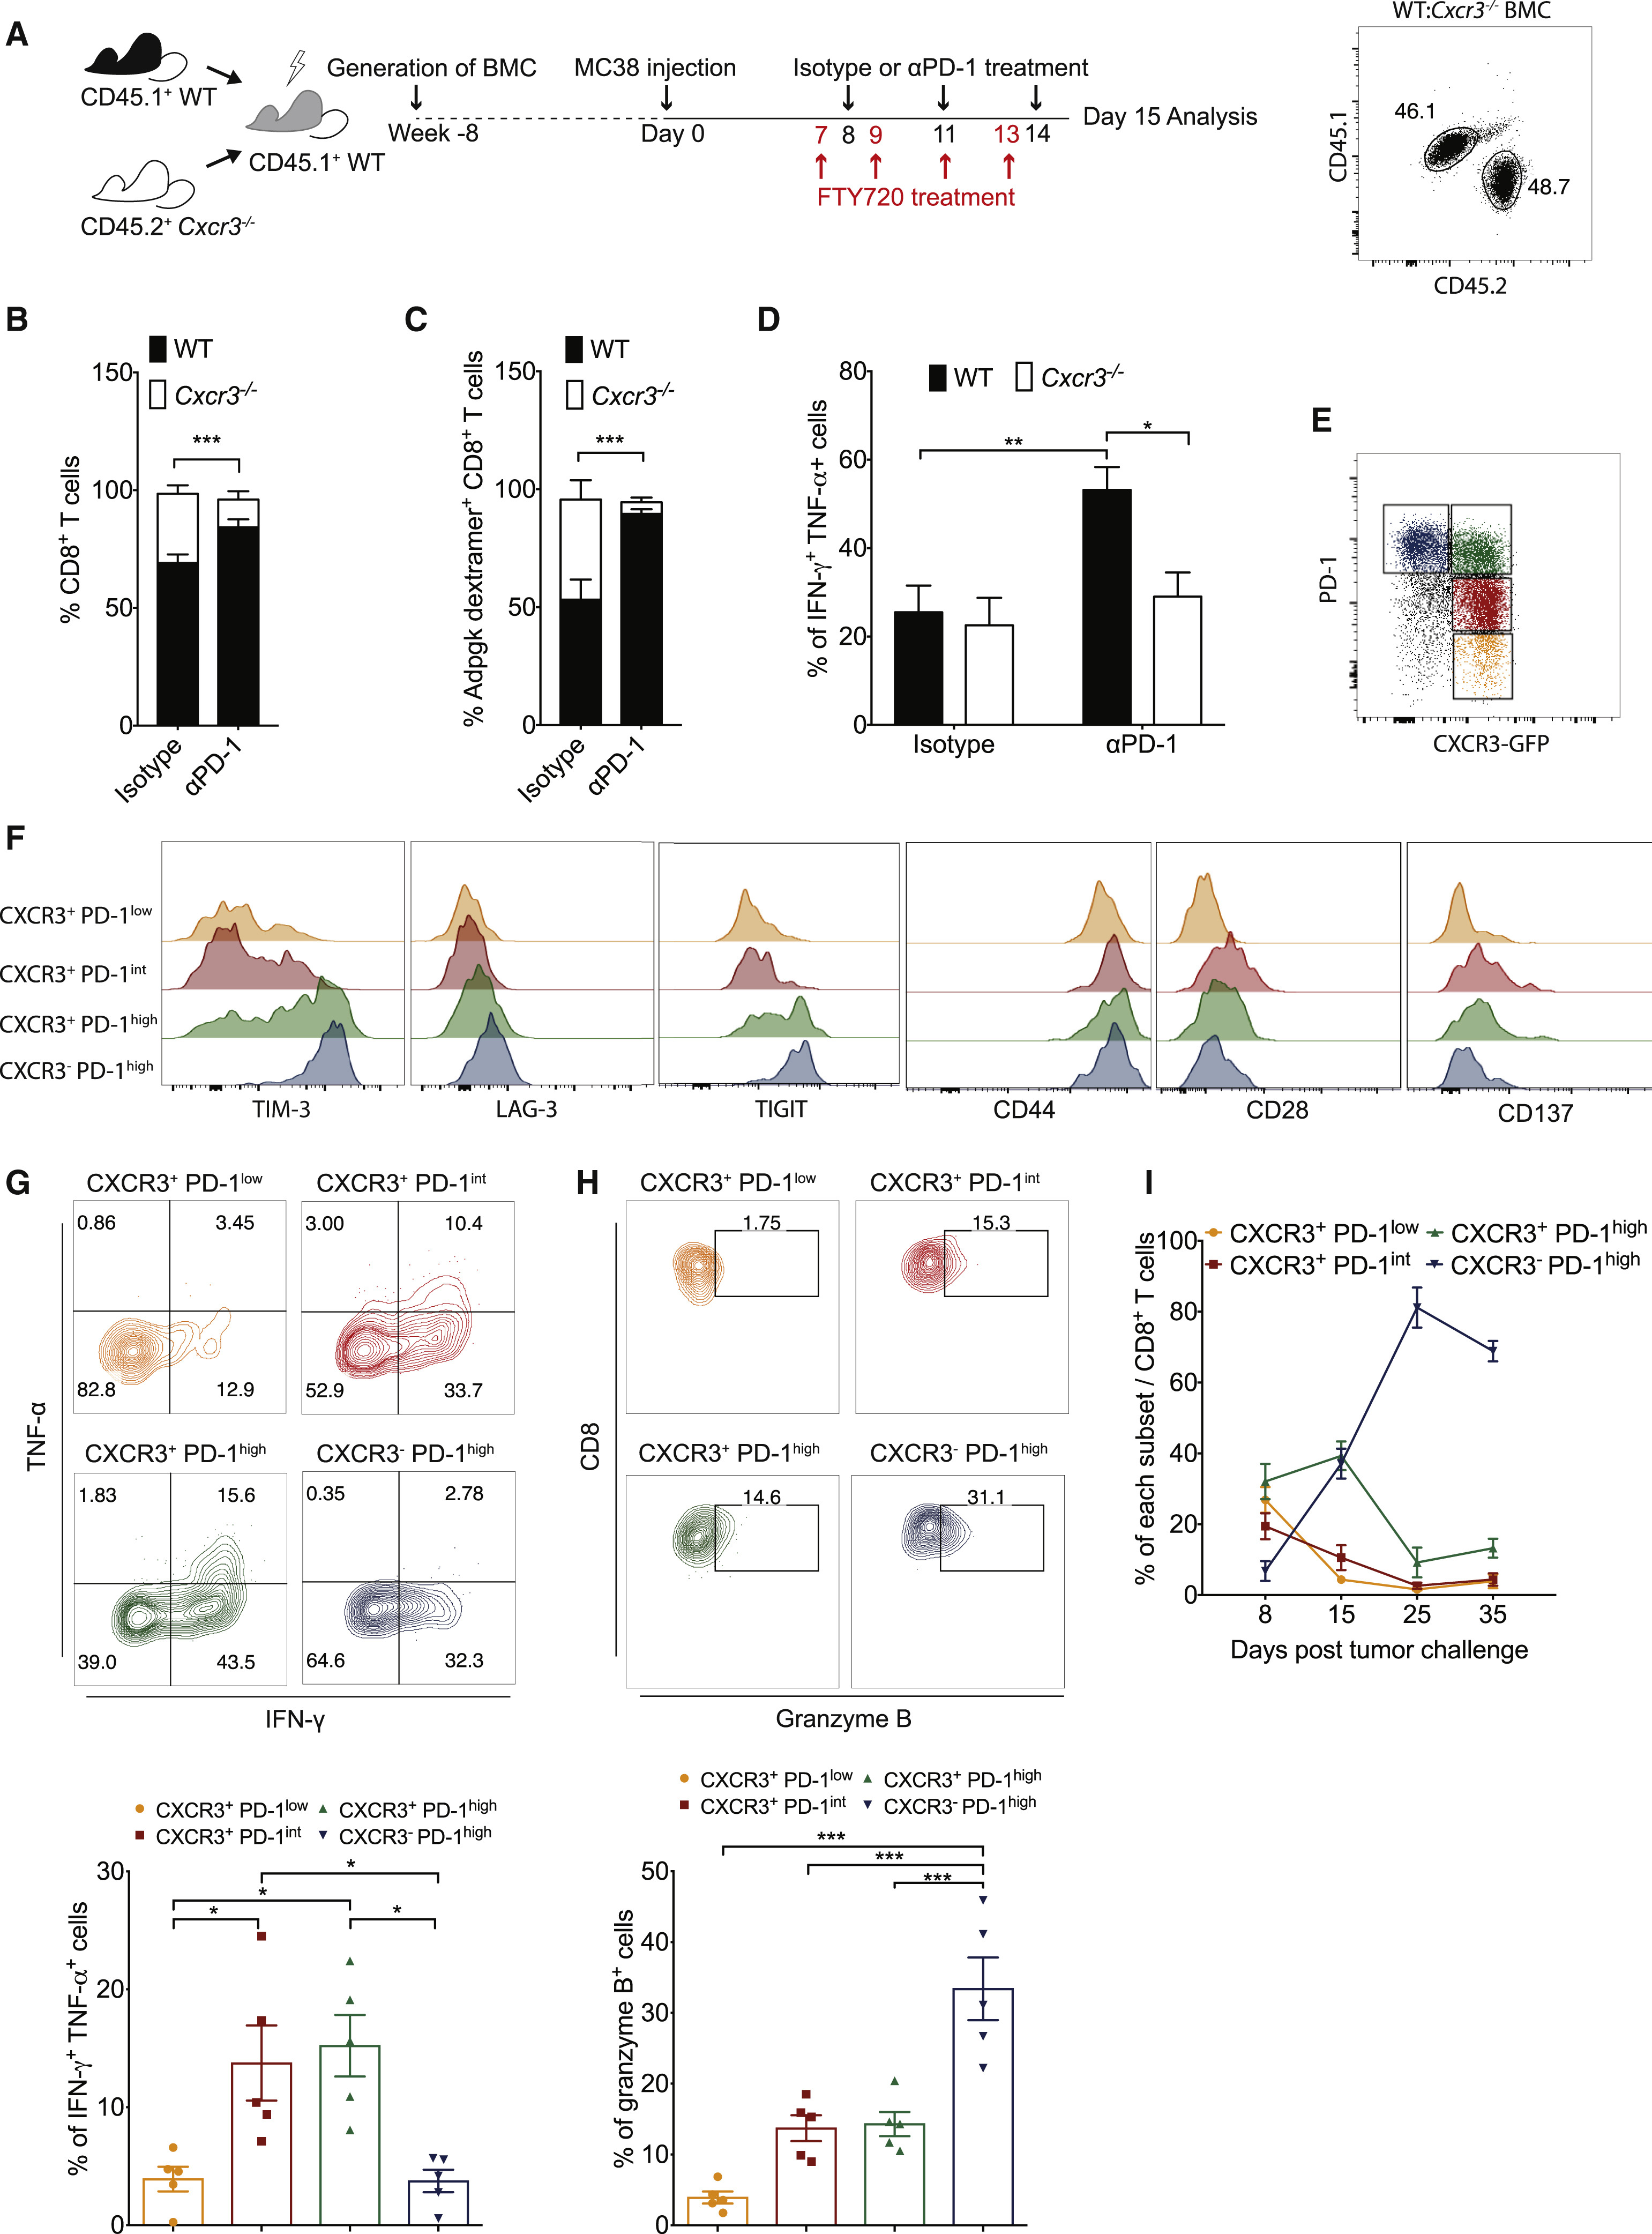 A
CD45.1+ WT
CD45.2+ Cxcr3-/-
CD45.1+ WT
Generation of BMC
MC38 injection
Isotype or αPD-1 treatment
Week -8
Day 0
7 8 9 11 13 14
Day 15 Analysis
FTY720 treatment
WT:Cxcr3-/- BMC
CD45.1
46.1
48.7
CD45.2
B
WT
Cxcr3-/-
% CD8+ T cells
150
100
50
0
***
Isotype
αPD-1
C
WT
Cxcr3-/-
% Adpgk dextramer+ CD8+ T cells
150
100
50
0
***
Isotype
αPD-1
D
WT Cxcr3-/-
% of IFN-γ+ TNF-α+ cells
80
60
40
20
0
**
*
Isotype
αPD-1
E
PD-1
CXCR3-GFP
F
CXCR3+ PD-1low
CXCR3+ PD-1int
CXCR3+ PD-1high
CXCR3- PD-1high
TIM-3
LAG-3
TIGIT
CD44
CD28
CD137
G
CXCR3+ PD-1low
0.86 3.45
82.8 12.9
CXCR3+ PD-1int
3.00 10.4
52.9 33.7
CXCR3+ PD-1high
1.83 15.6
39.0 43.5
CXCR3- PD-1high
0.35 2.78
64.6 32.3
TNF-α
IFN-γ
CXCR3+ PD-1low
CXCR3+ PD-1high
CXCR3+ PD-1int
CXCR3- PD-1high
% of IFN-γ+ TNF-α+ cells
30
20
10
0
*
*
*
*
H
CXCR3+ PD-1low
1.75
CXCR3+ PD-1int
15.3
CXCR3+ PD-1high
14.6
CXCR3- PD-1high
31.1
CD8
Granzyme B
CXCR3+ PD-1low
CXCR3+ PD-1high
CXCR3+ PD-1int
CXCR3- PD-1high
% of granzyme B+ cells
50
40
30
20
10
0
***
***
***
I
CXCR3+ PD-1low
CXCR3+ PD-1high
CXCR3+ PD-1int
CXCR3- PD-1high
% of each subset / CD8+ T cells
100
80
60
40
20
0
8 15 25 35
Days post tumor challenge